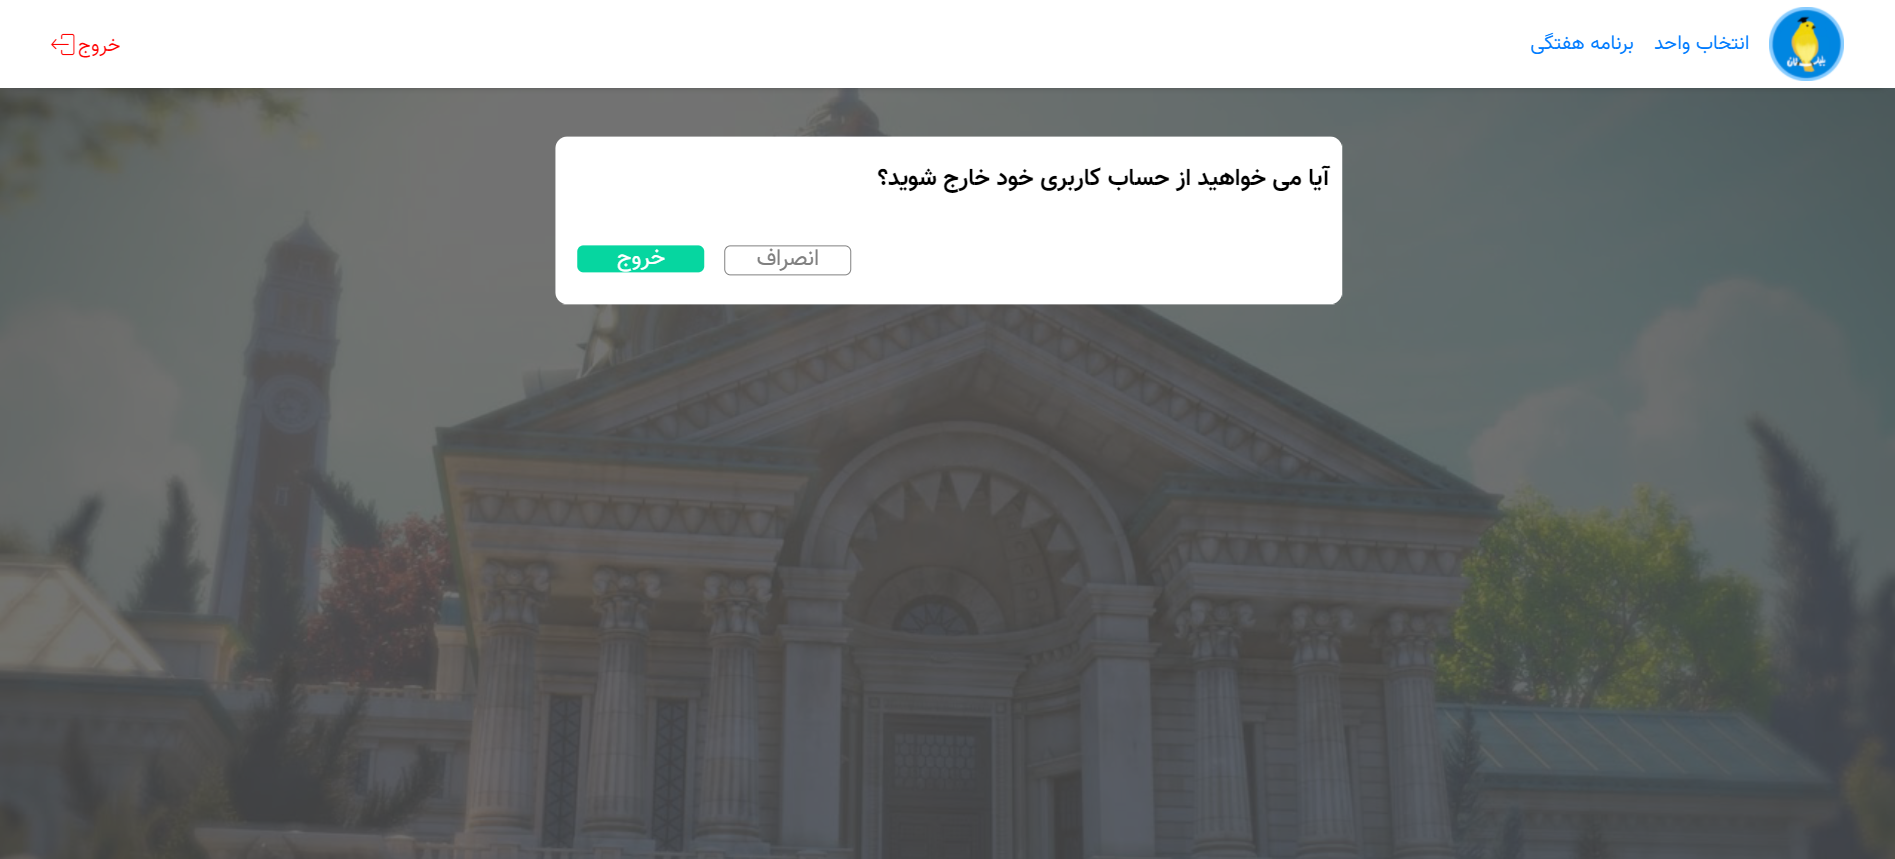 انتخاب واحد
برنامه هفتگی
خروج
آیا می خواهید از حساب کاربری خود خارج شوید؟
انصراف
خروج